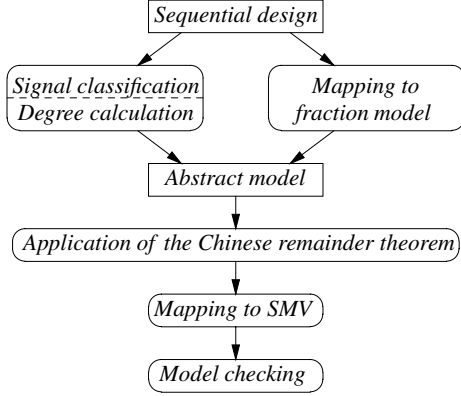 Sequential design
Signal classification
Degree calculation
Mapping to
fraction model
Abstract model
Application of the Chinese remainder theorem
Mapping to SMV
Model checking